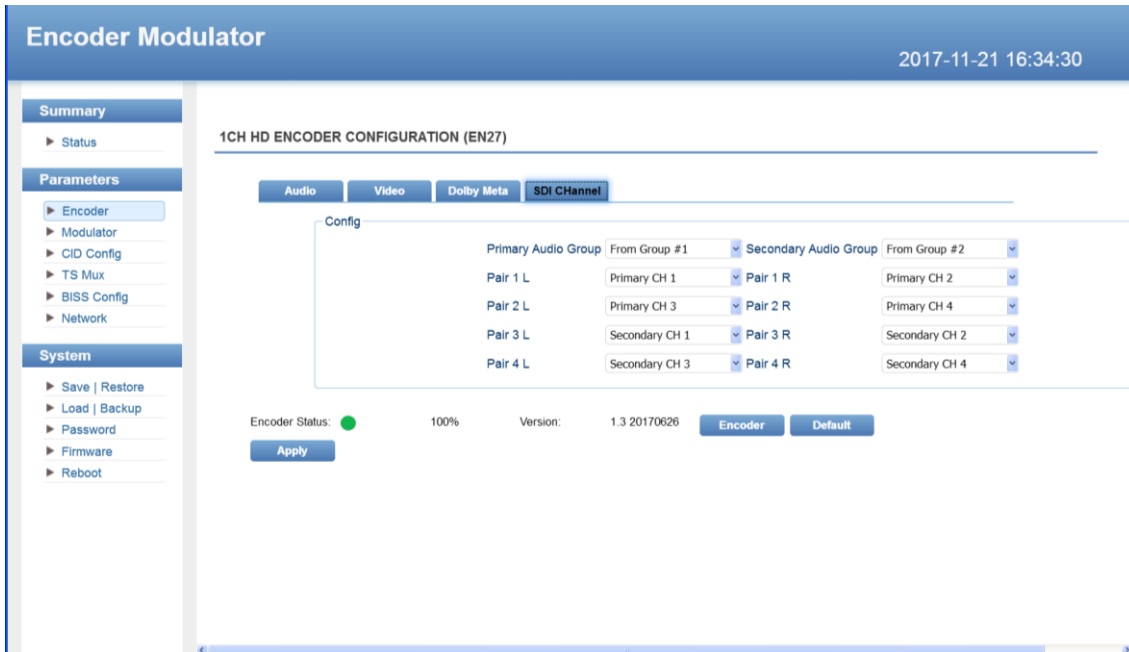 Encoder Modulator
2017-11-21 16:34:30
Summary
Status
Parameters
Encoder
Modulator
CID Config
TS Mux
BISS Config
Network
System
Save | Restore
Load | Backup
Password
Firmware
Reboot
1CH HD ENCODER CONFIGURATION (EN27)
Audio Video Dolby Meta SDI CHannel
Config
Primary Audio Group From Group #1 Secondary Audio Group From Group #2
Pair 1 L Primary CH 1 Pair 1 R Primary CH 2
Pair 2 L Primary CH 3 Pair 2 R Primary CH 4
Pair 3 L Secondary CH 1 Pair 3 R Secondary CH 2
Pair 4 L Secondary CH 3 Pair 4 R Secondary CH 4
Encoder Status: 100% Version: 1.3 20170626 Encoder Default
Apply